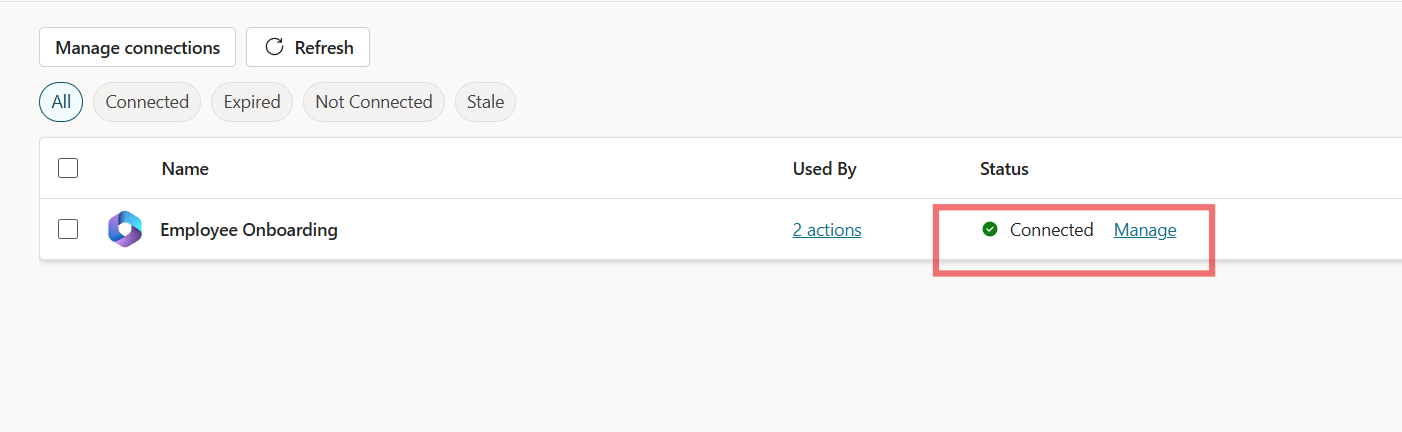 Manage connections Refresh
All Connected Expired Not Connected Stale
Name Used By Status
Employee Onboarding 2 actions Connected Manage